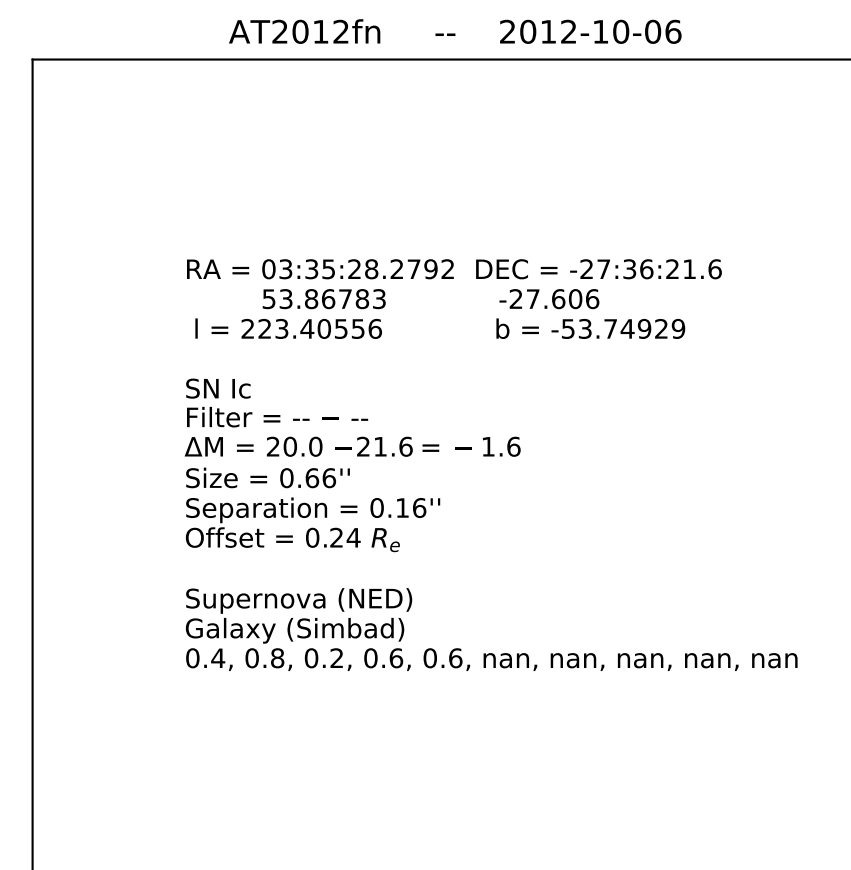 AT2012fn -- 2012-10-06
RA = 03:35:28.2792 DEC = -27:36:21.6
53.86783 -27.606
l = 223.40556 b = -53.74929
SN Ic
Filter = -- − --
ΔM = 20.0 −21.6 = − 1.6
Size = 0.66''
Separation = 0.16''
Offset = 0.24 Rₑ
Supernova (NED)
Galaxy (Simbad)
0.4, 0.8, 0.2, 0.6, 0.6, nan, nan, nan, nan, nan